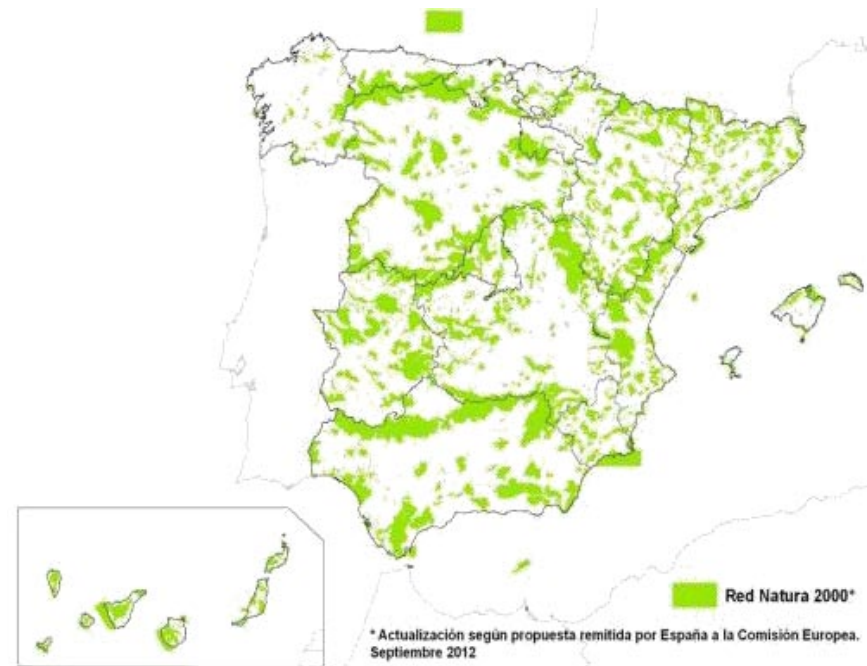 Red Natura 2000*
* Actualización según propuesta remitida por España a la Comisión Europea.
Septiembre 2012